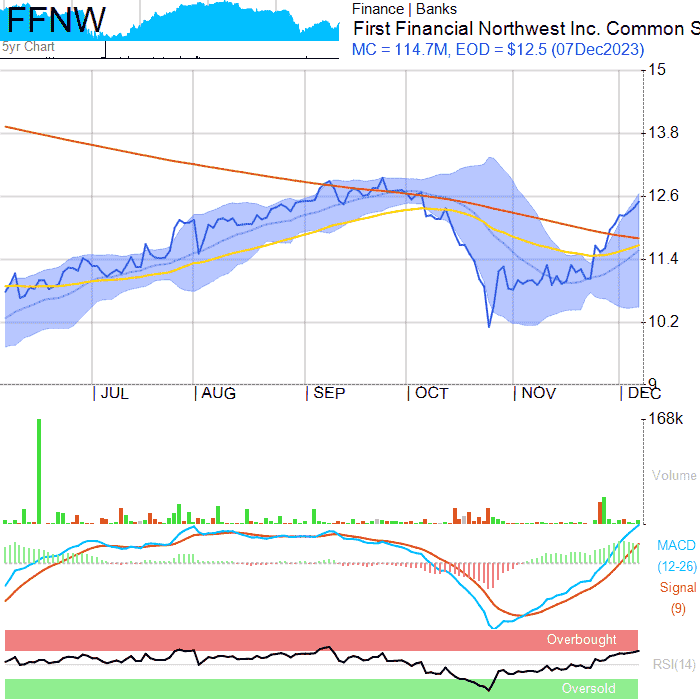 FFNW
Finance | Banks
First Financial Northwest Inc. Common S
5yr Chart
MC = 114.7M, EOD = $12.5 (07Dec2023)
15
13.8
12.6
11.4
10.2
9
JUL AUG SEP OCT NOV DEC
168k
Volume
MACD
(12-26)
Signal
(9)
Overbought
RSI(14)
Oversold